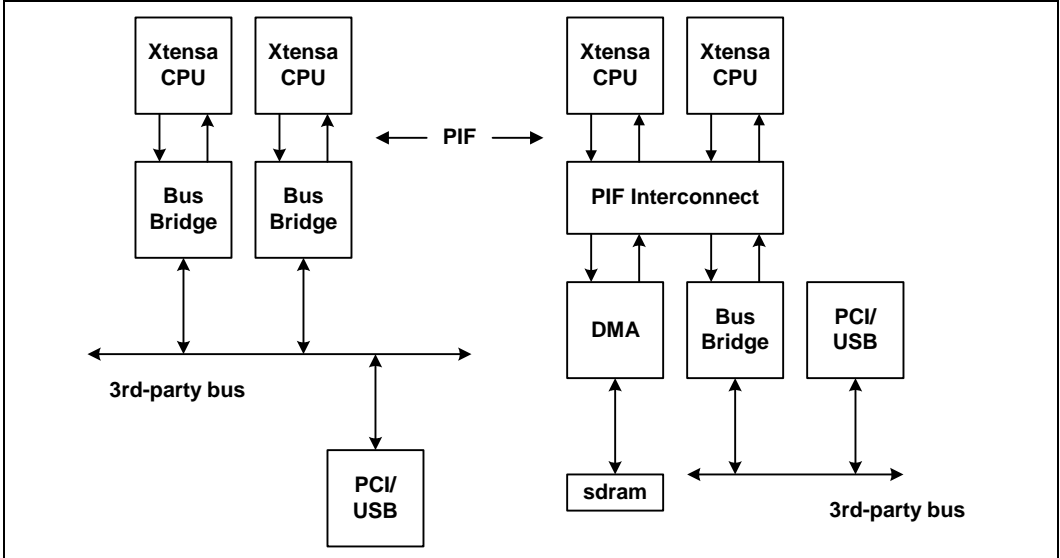 Xtensa
CPU
Xtensa
CPU
PIF
Bus
Bridge
Bus
Bridge
3rd-party bus
PCI/
USB
Xtensa
CPU
Xtensa
CPU
PIF Interconnect
DMA
Bus
Bridge
PCI/
USB
sdram
3rd-party bus